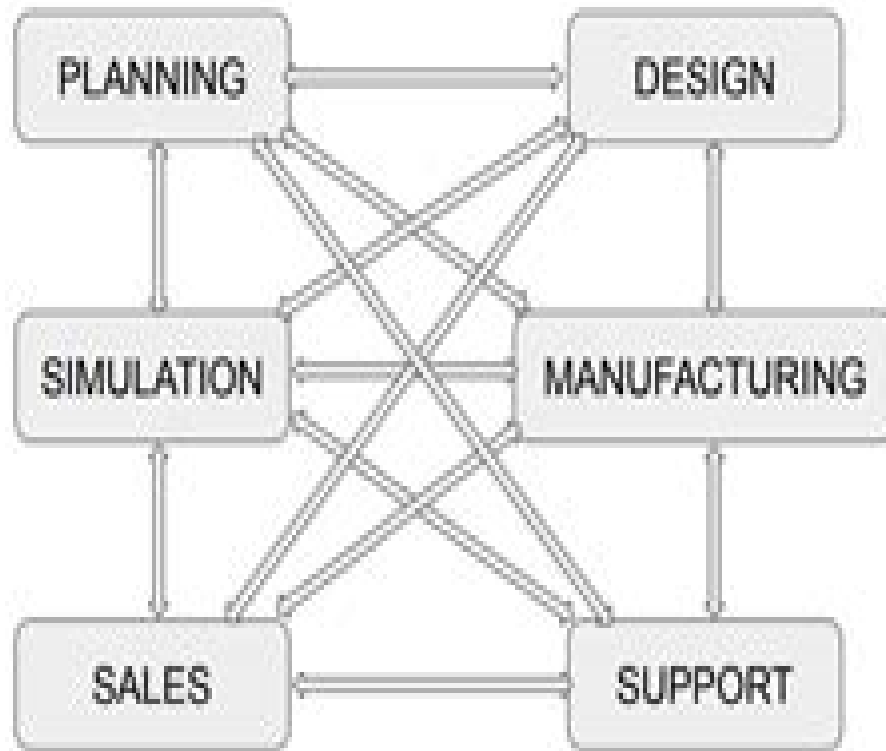 PLANNING
DESIGN
SIMULATION
MANUFACTURING
SALES
SUPPORT